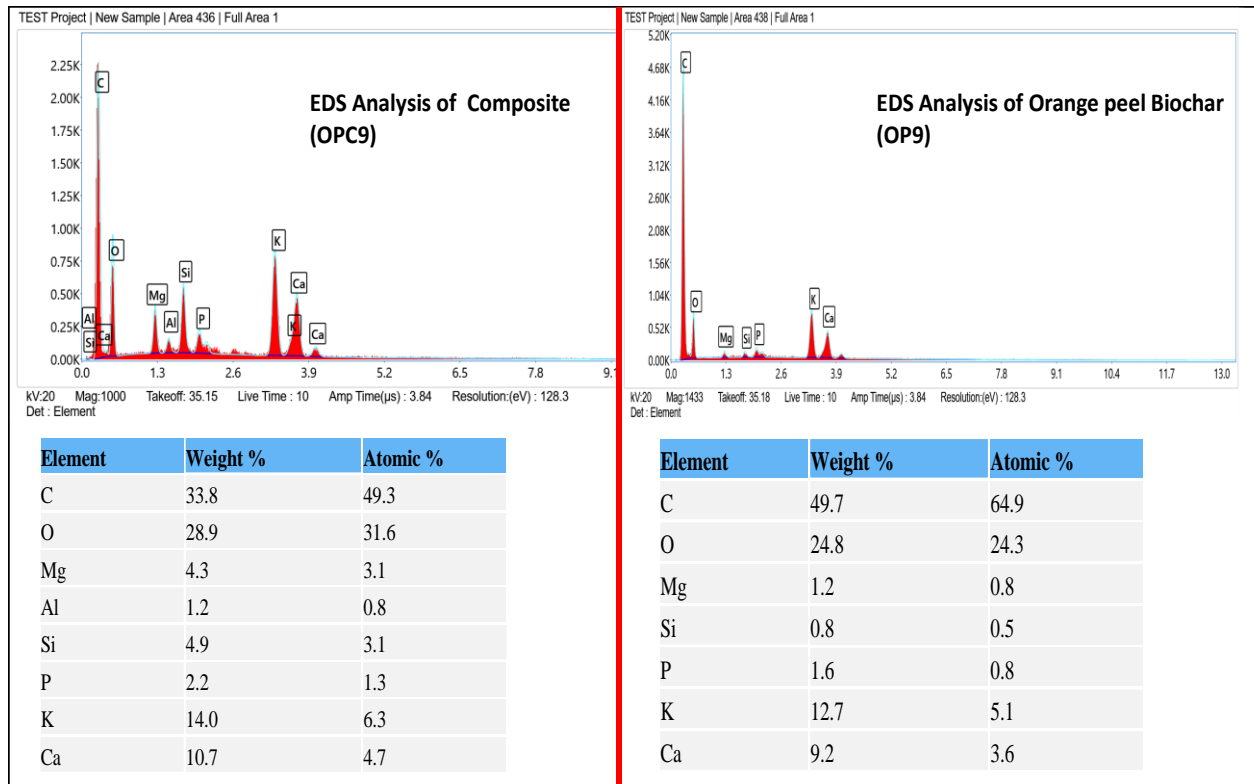 TEST Project | New Sample | Area 436 | Full Area 1
EDS Analysis of Composite
(OPC9)
2.25K
2.00K
1.75K
1.50K
1.25K
1.00K
0.75K
0.50K
0.25K
0.00K
C
O
Mg
Al
Si
P
K
Ca
K
Ca
Al
Si
Ca
0.0 1.3 2.6 3.9 5.2 6.5 7.8 9.1
kV:20 Mag:1000 Takeoff: 35.15 Live Time : 10 Amp Time(µs) : 3.84 Resolution:(eV) : 128.3
Det : Element
Element Weight % Atomic %
C 33.8 49.3
O 28.9 31.6
Mg 4.3 3.1
Al 1.2 0.8
Si 4.9 3.1
P 2.2 1.3
K 14.0 6.3
Ca 10.7 4.7
TEST Project | New Sample | Area 438 | Full Area 1
EDS Analysis of Orange peel Biochar
(OP9)
5.20K
4.68K
4.16K
3.64K
3.12K
2.60K
2.08K
1.56K
1.04K
0.52K
0.00K
C
O
Mg
Si
P
K
Ca
0.0 1.3 2.6 3.9 5.2 6.5 7.8 9.1 10.4 11.7 13.0
kV:20 Mag:1433 Takeoff: 35.18 Live Time : 10 Amp Time(µs) : 3.84 Resolution:(eV) : 128.3
Det : Element
Element Weight % Atomic %
C 49.7 64.9
O 24.8 24.3
Mg 1.2 0.8
Si 0.8 0.5
P 1.6 0.8
K 12.7 5.1
Ca 9.2 3.6